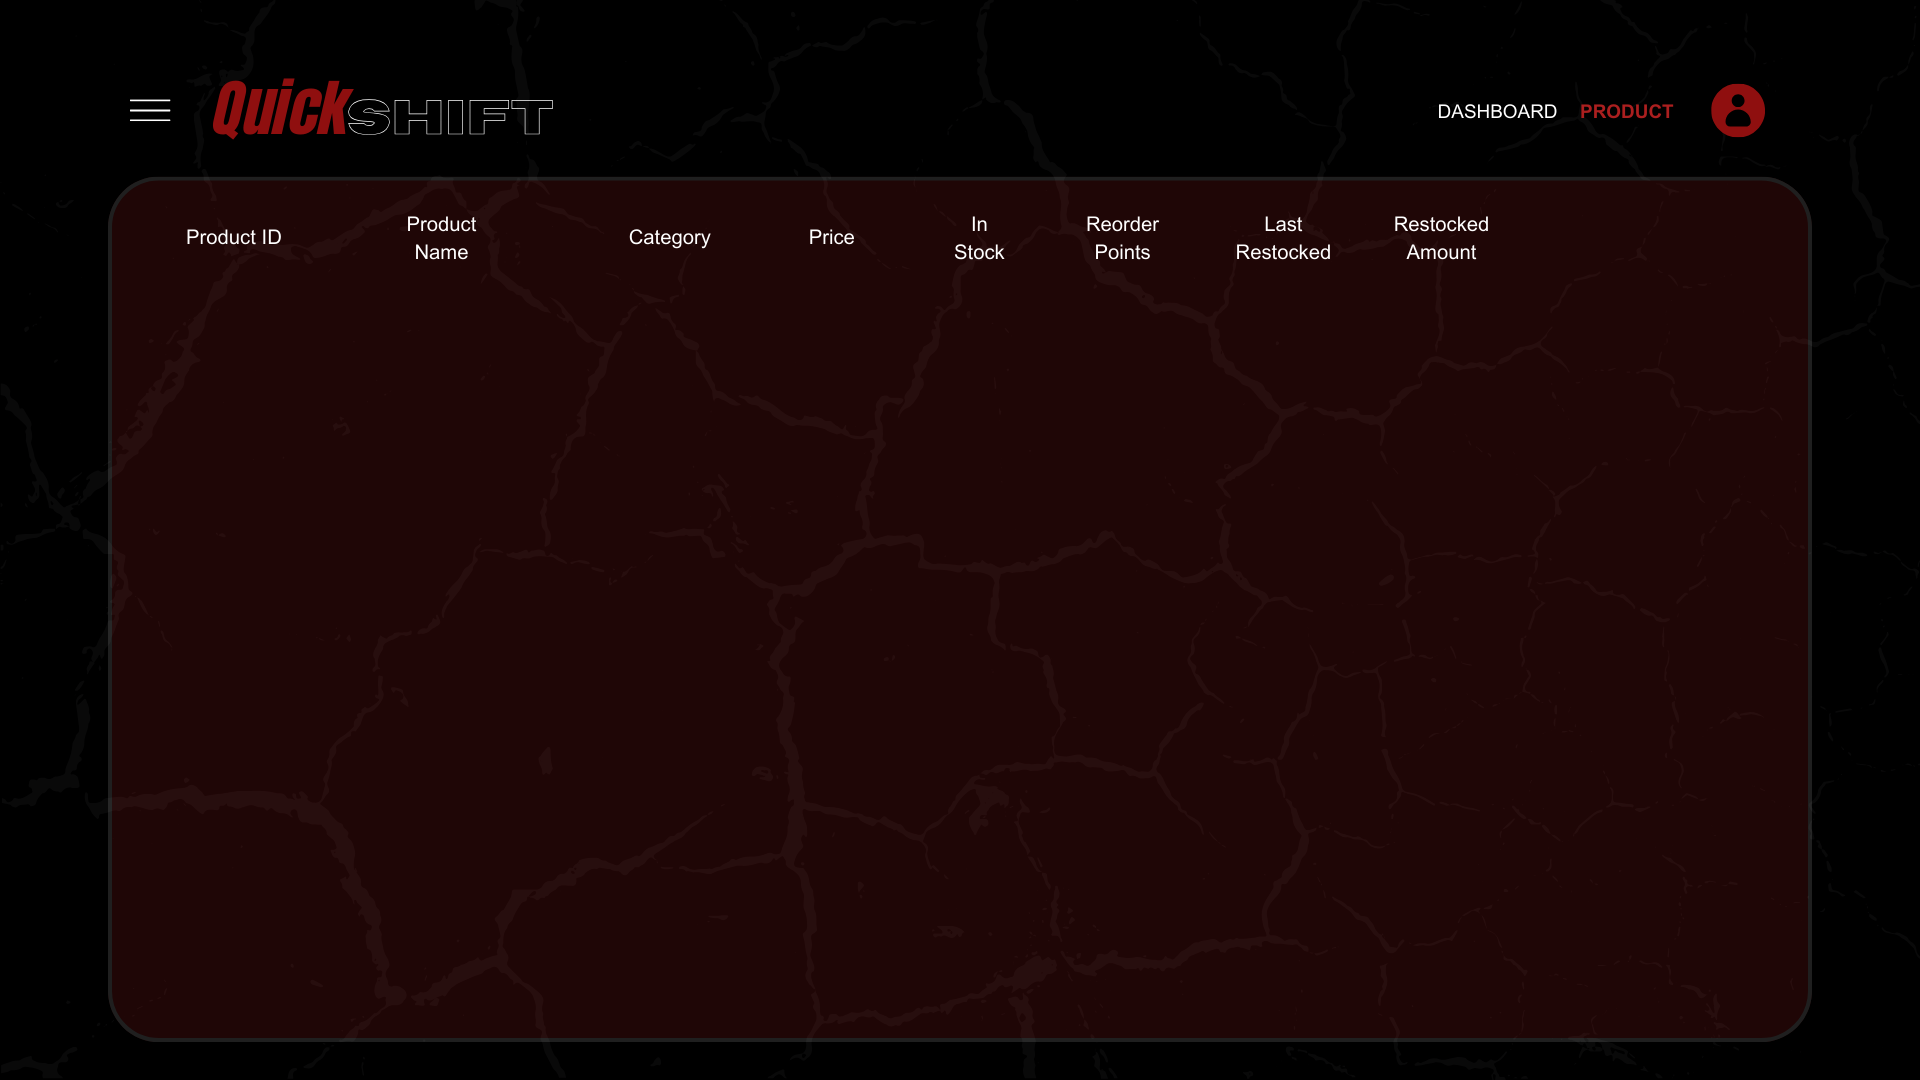 QuickSHIFT
DASHBOARD PRODUCT
Product ID
Product
Name
Category
Price
In
Stock
Reorder
Points
Last
Restocked
Restocked
Amount